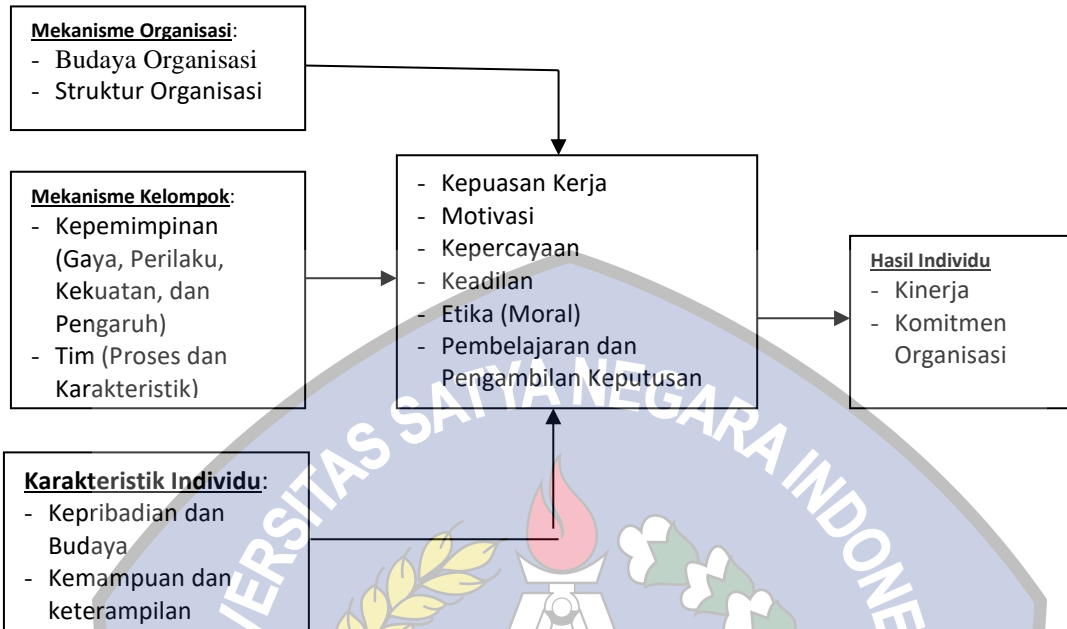 Mekanisme Organisasi:
- Budaya Organisasi
- Struktur Organisasi
Mekanisme Kelompok:
- Kepemimpinan
(Gaya, Perilaku,
Kekuatan, dan
Pengaruh)
- Tim (Proses dan
Karakteristik)
Karakteristik Individu:
- Kepribadian dan
Budaya
- Kemampuan dan
keterampilan
- Kepuasan Kerja
- Motivasi
- Kepercayaan
- Keadilan
- Etika (Moral)
- Pembelajaran dan
Pengambilan Keputusan
Hasil Individu
- Kinerja
- Komitmen
Organisasi
SATYA NEGARA